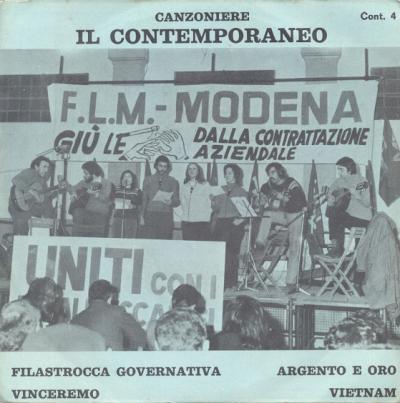 CANZONIERE
Cont. 4
IL CONTEMPORANEO
F.L.M.-MODENA
GIÙ LE DALLA CONTRATTAZIONE
AZIENDALE
UNITI CON I
FILASTROCCA GOVERNATIVA
ARGENTO E ORO
VINCEREMO
VIETNAM